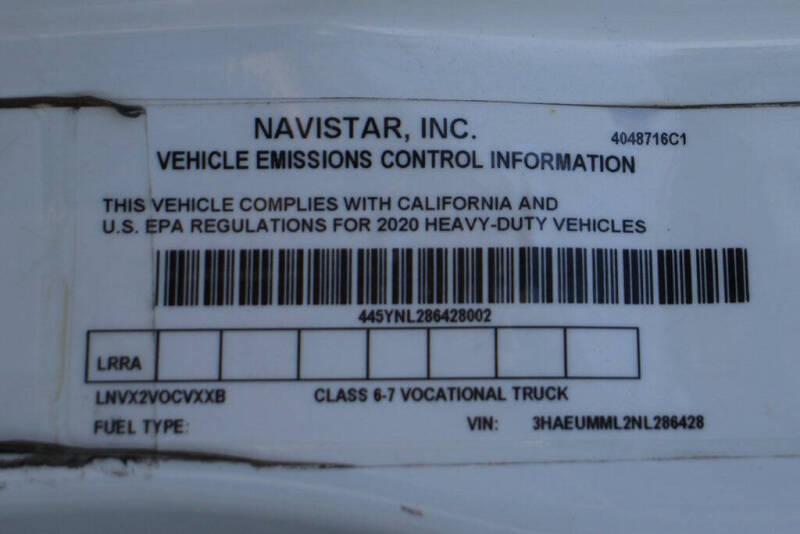 NAVISTAR, INC.
4048716C1
VEHICLE EMISSIONS CONTROL INFORMATION
THIS VEHICLE COMPLIES WITH CALIFORNIA AND
U.S. EPA REGULATIONS FOR 2020 HEAVY-DUTY VEHICLES
445YNL286428002
LRRA
LNVX2VOCVXXB CLASS 6-7 VOCATIONAL TRUCK
FUEL TYPE: VIN: 3HAEUMML2NL286428